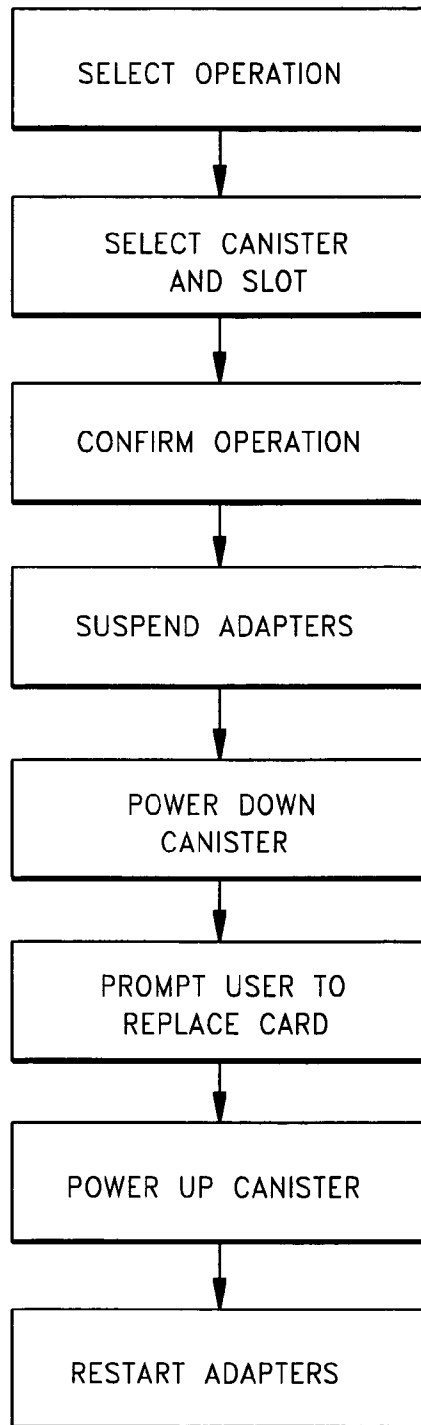 SELECT OPERATION
SELECT CANISTER
AND SLOT
CONFIRM OPERATION
SUSPEND ADAPTERS
POWER DOWN
CANISTER
PROMPT USER TO
REPLACE CARD
POWER UP CANISTER
RESTART ADAPTERS